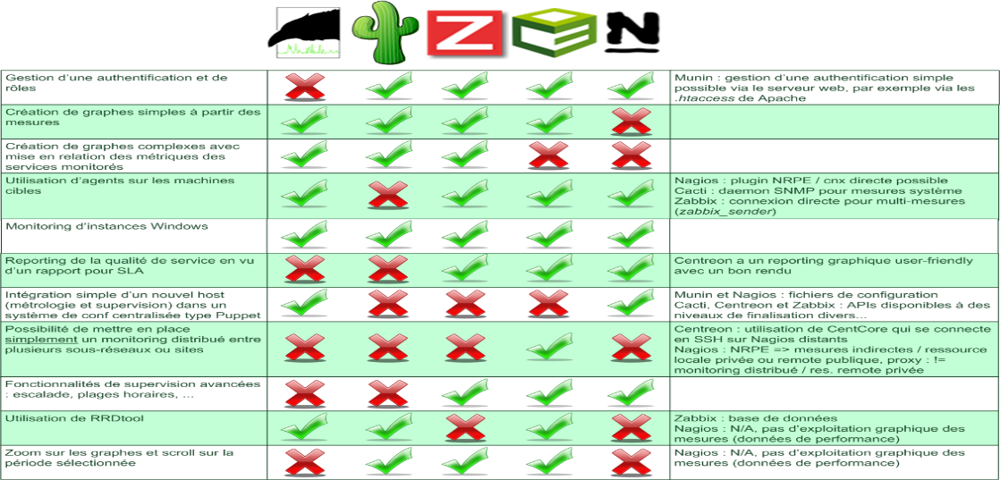 Z
N
Gestion d'une authentification et de
rôles
Munin : gestion d'une authentification simple
possible via le serveur web, par exemple via les
.htaccess de Apache
Création de graphes simples à partir des
mesures
Création de graphes complexes avec
mise en relation des métriques des
services monitorés
Utilisation d'agents sur les machines
cibles
Nagios : plugin NRPE / cnx directe possible
Cacti : daemon SNMP pour mesures système
Zabbix : connexion directe pour multi-mesures
(zabbix_sender)
Monitoring d'instances Windows
Reporting de la qualité de service en vu
d'un rapport pour SLA
Centreon a un reporting graphique user-friendly
avec un bon rendu
Intégration simple d'un nouvel host
(métrologie et supervision) dans un
système de conf centralisée type Puppet
Munin et Nagios : fichiers de configuration
Cacti, Centreon et Zabbix : APIs disponibles à des
niveaux de finalisation divers...
Possibilité de mettre en place
simplement un monitoring distribué entre
plusieurs sous-réseaux ou sites
Centreon : utilisation de CentCore qui se connecte
en SSH sur Nagios distants
Nagios : NRPE => mesures indirectes / ressource
locale privée ou remote publique, proxy : !=
monitoring distribué / res. remote privée
Fonctionnalités de supervision avancées
: escalade, plages horaires, ...
Utilisation de RRDtool
Zabbix : base de données
Nagios : N/A, pas d'exploitation graphique des
mesures (données de performance)
Zoom sur les graphes et scroll sur la
période sélectionnée
Nagios : N/A, pas d'exploitation graphique des
mesures (données de performance)